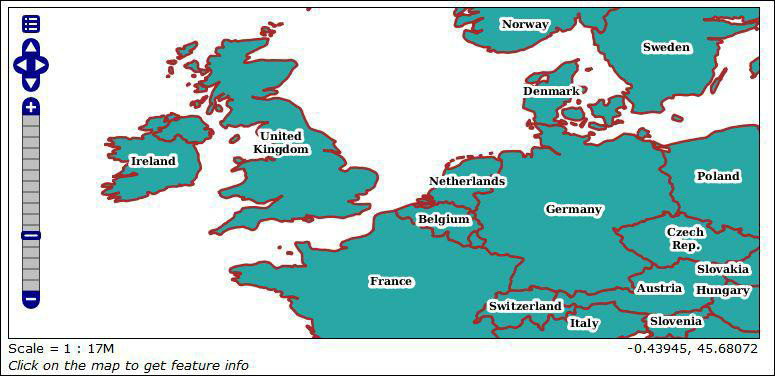 Norway
Sweden
Denmark
United
Kingdom
Ireland
Netherlands
Poland
Germany
Belgium
Czech
Rep.
Slovakia
France
Austria
Hungary
Switzerland
Italy
Slovenia
Scale = 1 : 17M
-0.43945, 45.68072
Click on the map to get feature info